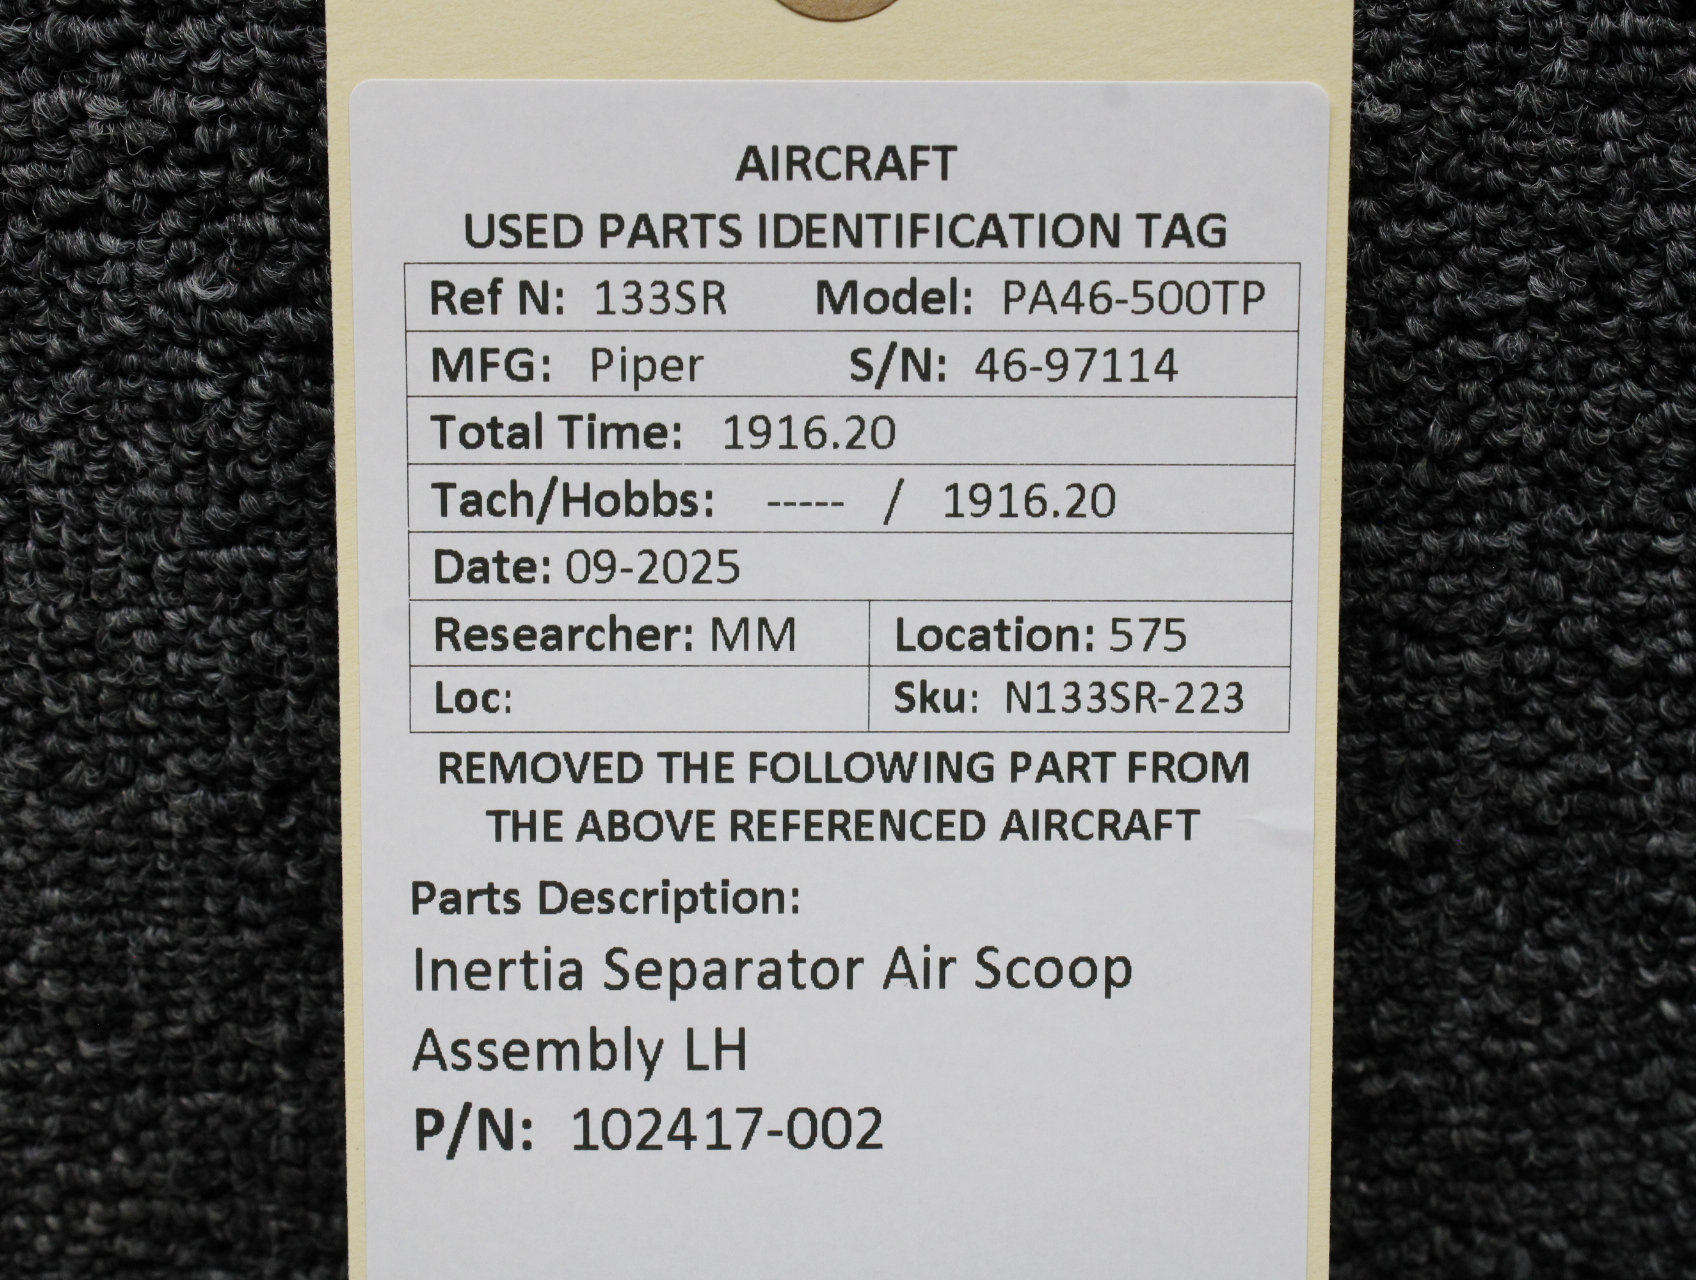 AIRCRAFT
USED PARTS IDENTIFICATION TAG
Ref N: 133SR Model: PA46-500TP
MFG: Piper S/N: 46-97114
Total Time: 1916.20
Tach/Hobbs: ----- / 1916.20
Date: 09-2025
Researcher: MM Location: 575
Loc: Sku: N133SR-223
REMOVED THE FOLLOWING PART FROM
THE ABOVE REFERENCED AIRCRAFT
Parts Description:
Inertia Separator Air Scoop
Assembly LH
P/N: 102417-002